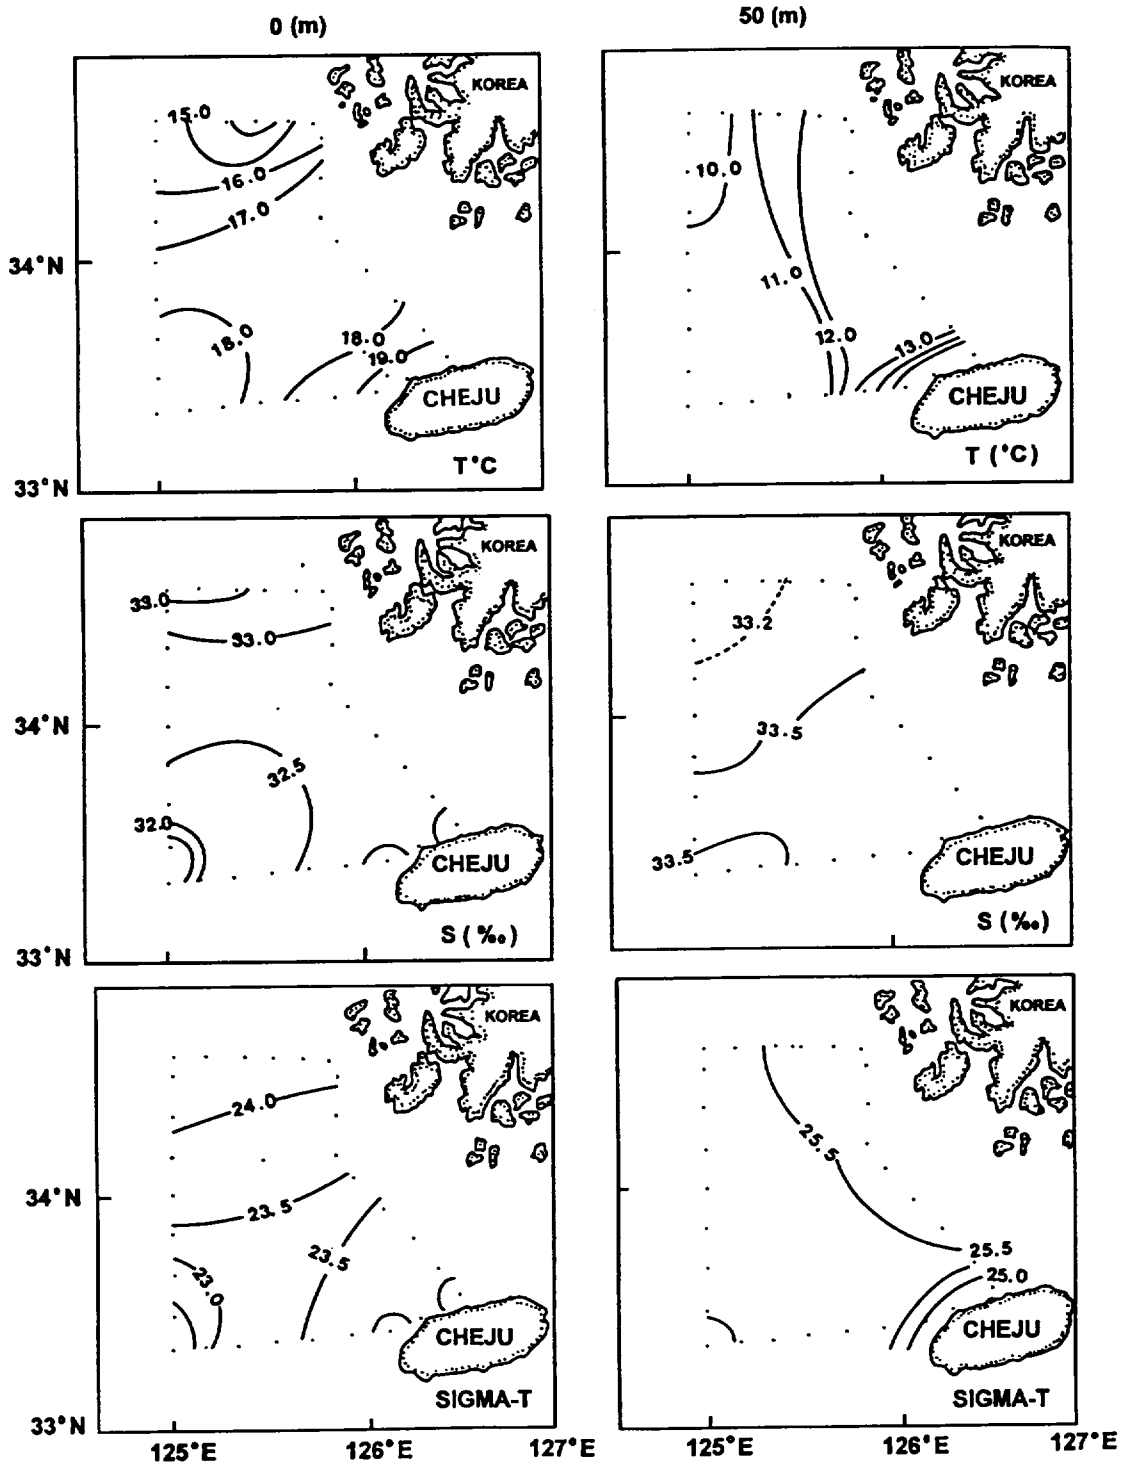 0 (m)
50 (m)
KOREA
15.0
16.0
17.0
34°N
18.0
18.0
19.0
CHEJU
T°C
33°N
KOREA
10.0
11.0
12.0
13.0
CHEJU
T (°C)
KOREA
33.0
33.0
34°N
32.5
32.0
CHEJU
S (‰)
33°N
KOREA
33.2
33.5
33.5
CHEJU
S (‰)
KOREA
24.0
34°N
23.5
23.5
23.0
CHEJU
SIGMA-T
33°N
125°E
126°E
127°E
KOREA
25.5
25.5
25.0
CHEJU
SIGMA-T
125°E
126°E
127°E